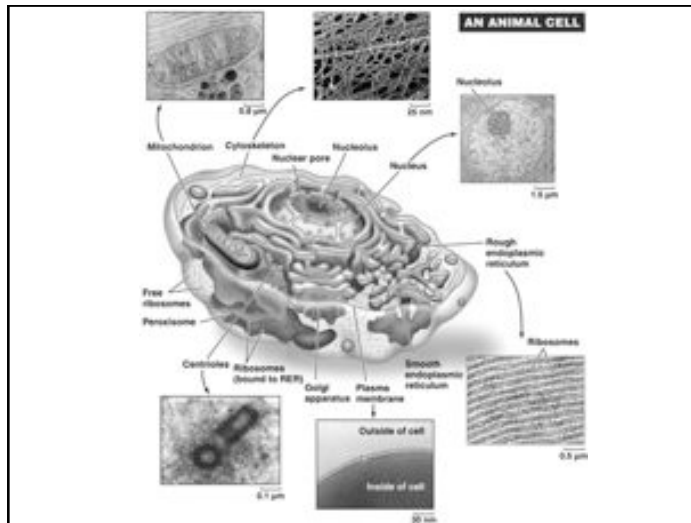 AN ANIMAL CELL
0.8 µm
25 nm
Nucleolus
Mitochondrion
Cytoskeleton
Nucleolus
Nuclear pore
Nucleus
1.5 µm
Rough
endoplasmic
reticulum
Free
ribosomes
Peroxisome
Centrioles
Ribosomes
(bound to RER)
Golgi
apparatus
Plasma
membrane
Smooth
endoplasmic
reticulum
Ribosomes
Outside of cell
Inside of cell
0.5 µm
0.1 µm
30 nm